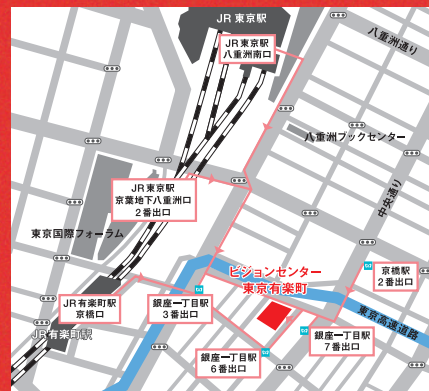 JR 東京駅
JR 東京駅
八重洲南口
八重洲通り
八重洲ブックセンター
中央通り
JR 東京駅
京葉地下八重洲口
2番出口
東京国際フォーラム
ビジョンセンター
東京有楽町
京橋駅
2番出口
JR有楽町駅
京橋口
銀座一丁目駅
3番出口
東京高速道路
JR有楽町駅
銀座一丁目駅
7番出口
銀座一丁目駅
6番出口